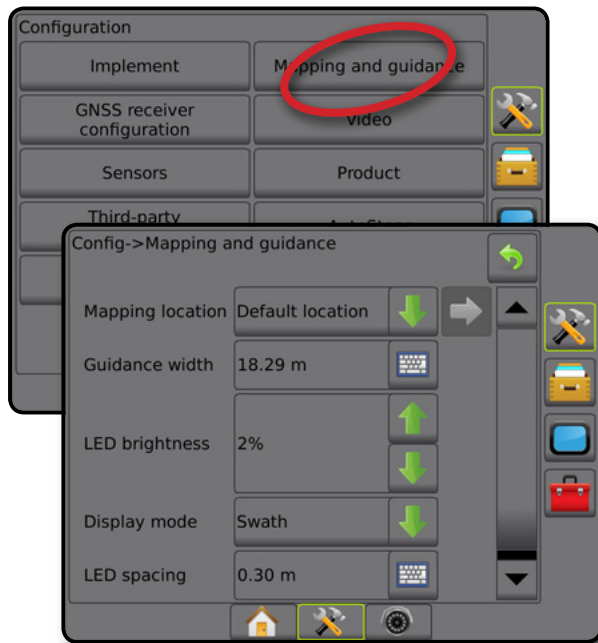 Configuration
Implement
Mapping and guidance
GNSS receiver
configuration
Video
Sensors
Product
Third-party
Config->Mapping and guidance
Mapping location
Default location
Guidance width
18.29 m
LED brightness
2%
Display mode
Swath
LED spacing
0.30 m